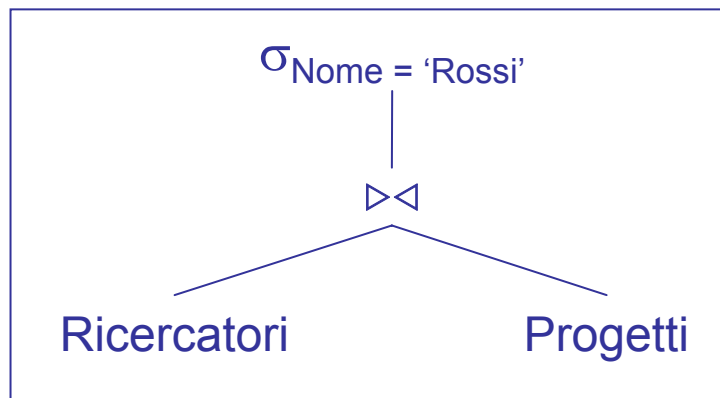 σNome = ‘Rossi’
▷◁
Ricercatori Progetti